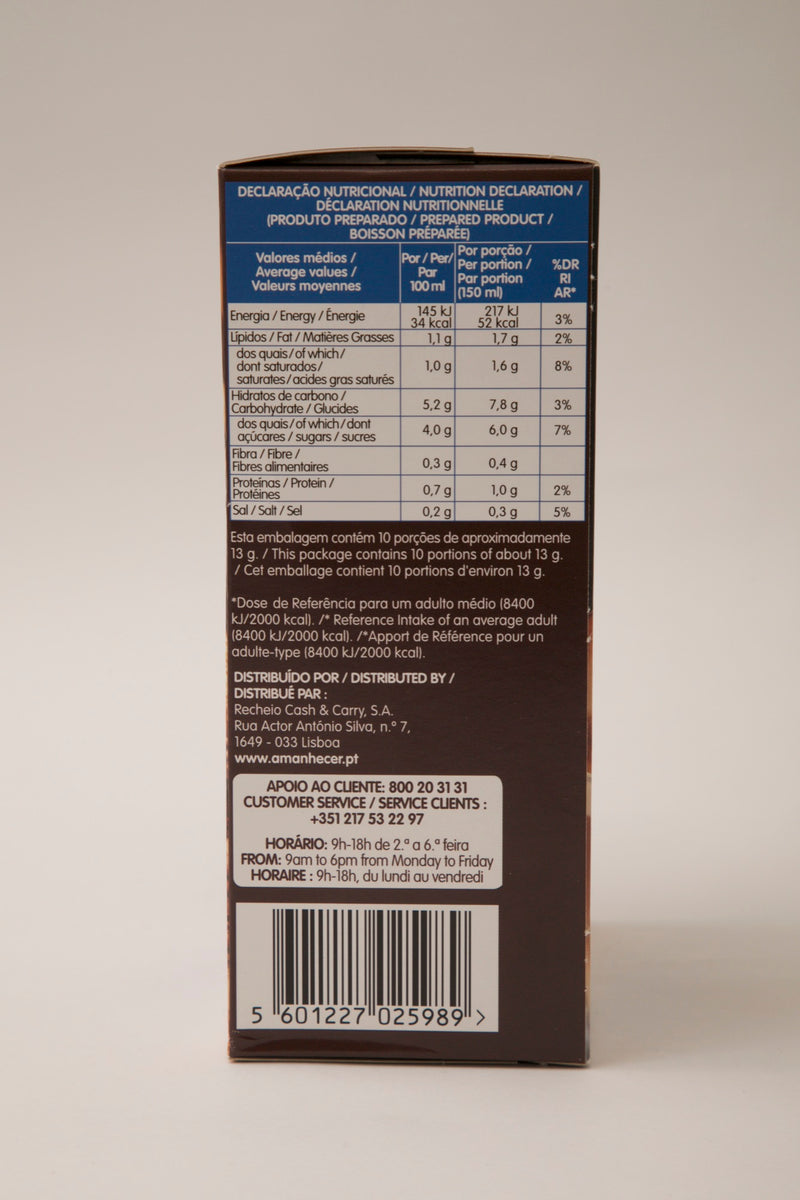 DECLARAÇÃO NUTRICIONAL / NUTRITION DECLARATION /
DÉCLARATION NUTRITIONNELLE
(PRODUTO PREPARADO / PREPARED PRODUCT /
BOISSON PRÉPARÉE)
Valores médios /
Average values /
Valeurs moyennes
Por / Per/
Par
100 ml
Por porção /
Per portion /
Par portion
(150 ml)
%DR
RI
AR*
Energia / Energy / Énergie
145 kJ
34 kcal
217 kJ
52 kcal
3%
Lípidos / Fat / Matières Grasses 1,1 g 1,7 g 2%
dos quais/of which/
dont saturados/
saturates/acides gras saturés
1,0 g 1,6 g 8%
Hidratos de carbono /
Carbohydrate / Glucides
5,2 g 7,8 g 3%
dos quais/of which/dont
açúcares / sugars / sucres
4,0 g 6,0 g 7%
Fibra / Fibre /
Fibres alimentaires
0,3 g 0,4 g
Proteínas / Protein /
Protéines
0,7 g 1,0 g 2%
Sal / Salt / Sel 0,2 g 0,3 g 5%
Esta embalagem contém 10 porções de aproximadamente
13 g. / This package contains 10 portions of about 13 g.
/ Cet emballage contient 10 portions d'environ 13 g.
*Dose de Referência para um adulto médio (8400
kJ/2000 kcal). /* Reference Intake of an average adult
(8400 kJ/2000 kcal). /*Apport de Référence pour un
adulte-type (8400 kJ/2000 kcal).
DISTRIBUÍDO POR / DISTRIBUTED BY /
DISTRIBUÉ PAR :
Recheio Cash & Carry, S.A.
Rua Actor António Silva, n.º 7,
1649 - 033 Lisboa
www.amanhecer.pt
APOIO AO CLIENTE: 800 20 31 31
CUSTOMER SERVICE / SERVICE CLIENTS :
+351 217 53 22 97
HORÁRIO: 9h-18h de 2.ª a 6.ª feira
FROM: 9am to 6pm from Monday to Friday
HORAIRE : 9h-18h, du lundi au vendredi
5 601227 025989 >